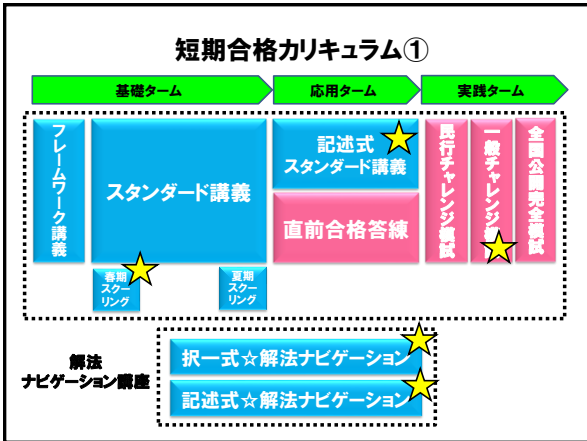 短期合格カリキュラム①
基礎ターム
応用ターム
実践ターム
フレームワーク講義
スタンダード講義
記述式
スタンダード講義
直前合格答練
民行チャレンジ模試
一般チャレンジ模試
全国公開完全模試
春期
スクー
リング
夏期
スクー
リング
解法
ナビゲーション講座
択一式☆解法ナビゲーション
記述式☆解法ナビゲーション